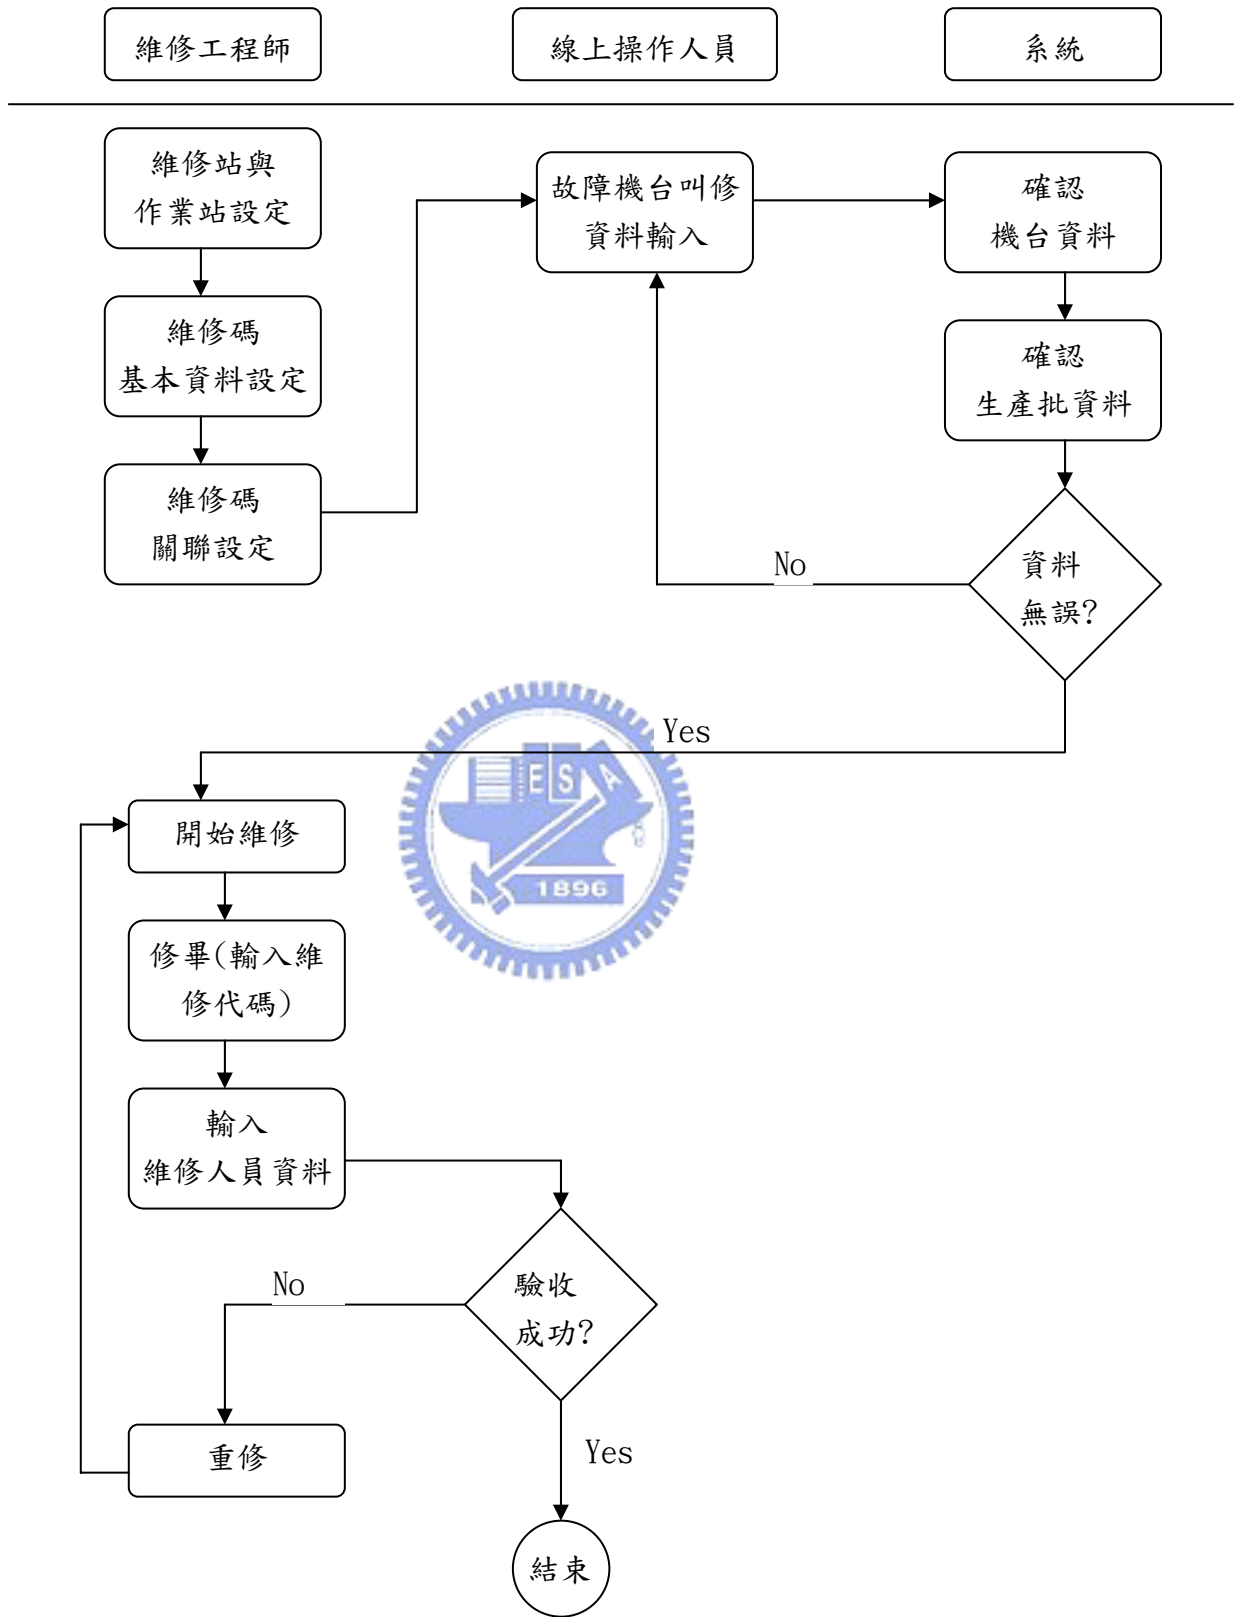 維修工程師
線上操作人員
系統
維修站與
作業站設定
故障機台叫修
資料輸入
確認
機台資料
維修碼
基本資料設定
確認
生產批資料
維修碼
關聯設定
No
資料
無誤?
Yes
E S A
1896
開始維修
修畢(輸入維
修代碼)
輸入
維修人員資料
No
驗收
成功?
重修
Yes
結束